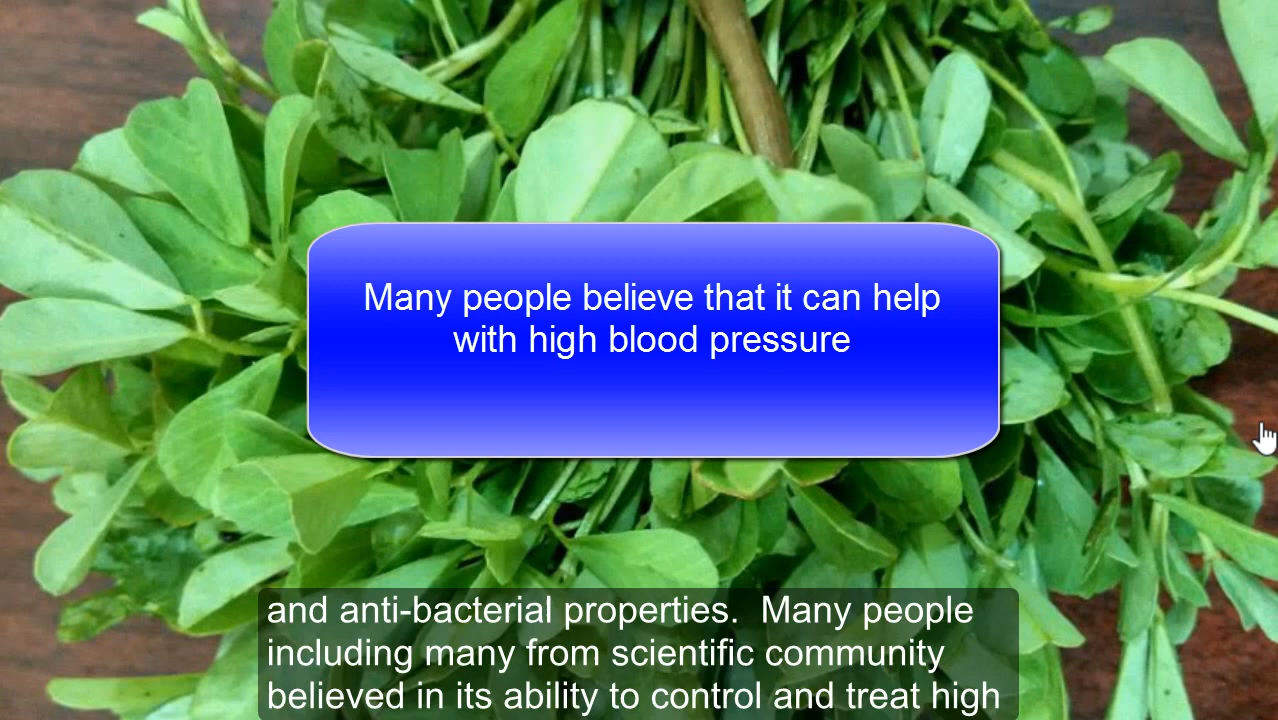 Many people believe that it can help
with high blood pressure
and anti-bacterial properties.  Many people
including many from scientific community
believed in its ability to control and treat high